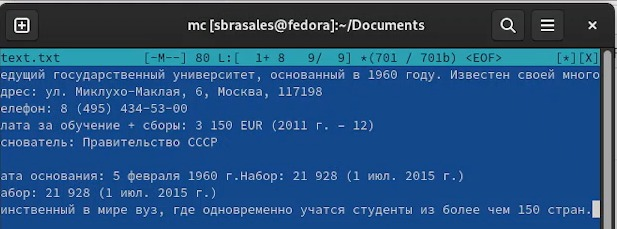 mc [sbrasales@fedora]:~/Documents
text.txt [-M--] 80 L:[ 1+ 8 9/ 9] *(701 / 701b) <EOF> [*][X]
едущий государственный университет, основанный в 1960 году. Известен своей много
дрес: ул. Миклухо-Маклая, 6, Москва, 117198
елефон: 8 (495) 434-53-00
лата за обучение + сборы: 3 150 EUR (2011 г. – 12)
снователь: Правительство СССР
ата основания: 5 февраля 1960 г.Набор: 21 928 (1 июл. 2015 г.)
абор: 21 928 (1 июл. 2015 г.)
инственный в мире вуз, где одновременно учатся студенты из более чем 150 стран.